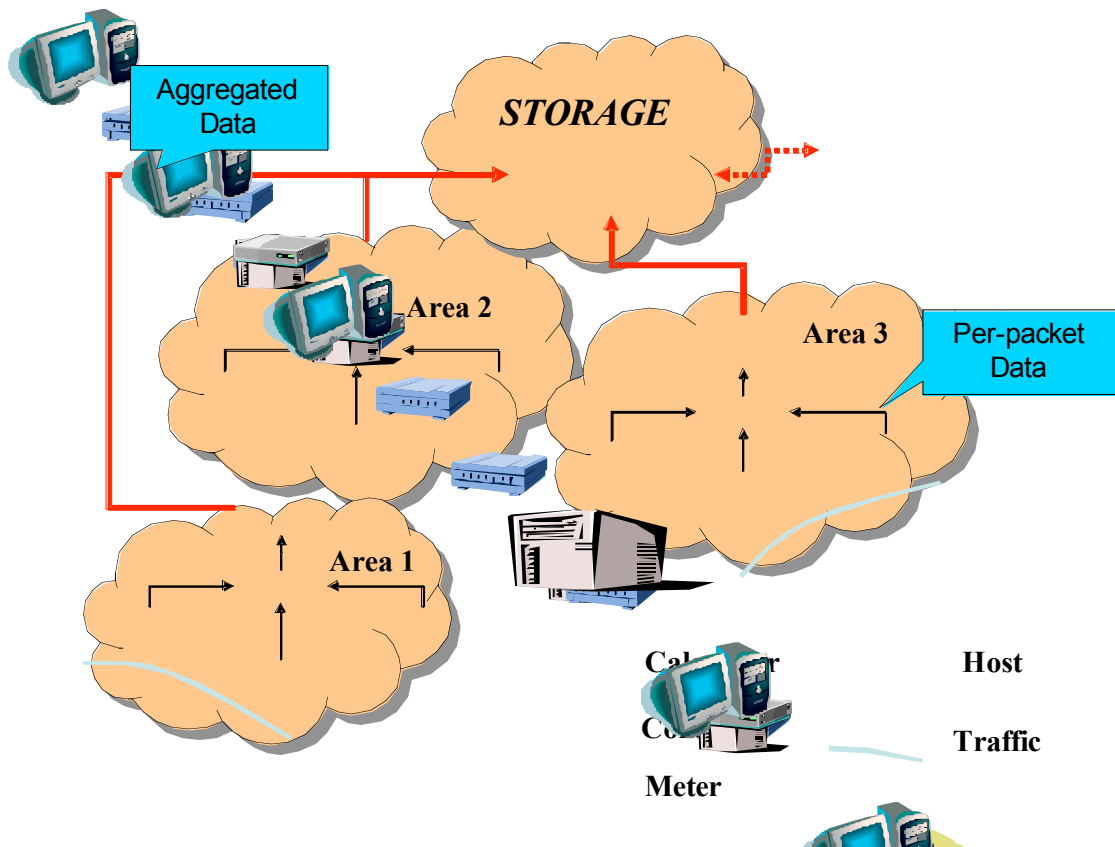 Aggregated
Data
STORAGE
Area 2
Area 3
Per-packet
Data
Area 1
Host
Traffic
Meter